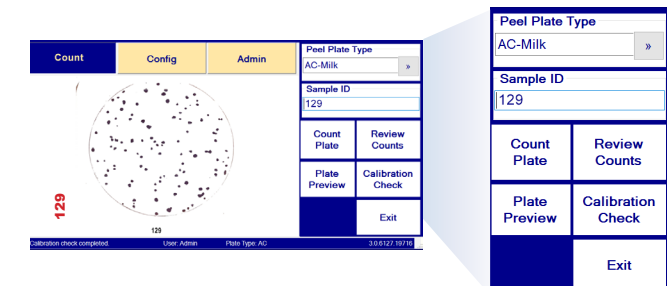 Count
Config
Admin
Peel Plate Type
AC-Milk
»
Sample ID
129
Count
Plate
Review
Counts
Plate
Preview
Calibration
Check
Exit
129
129
Calibration check completed.
User: Admin
Plate Type: AC
3.0.6127.19716
Peel Plate Type
AC-Milk
»
Sample ID
129
Count
Plate
Review
Counts
Plate
Preview
Calibration
Check
Exit